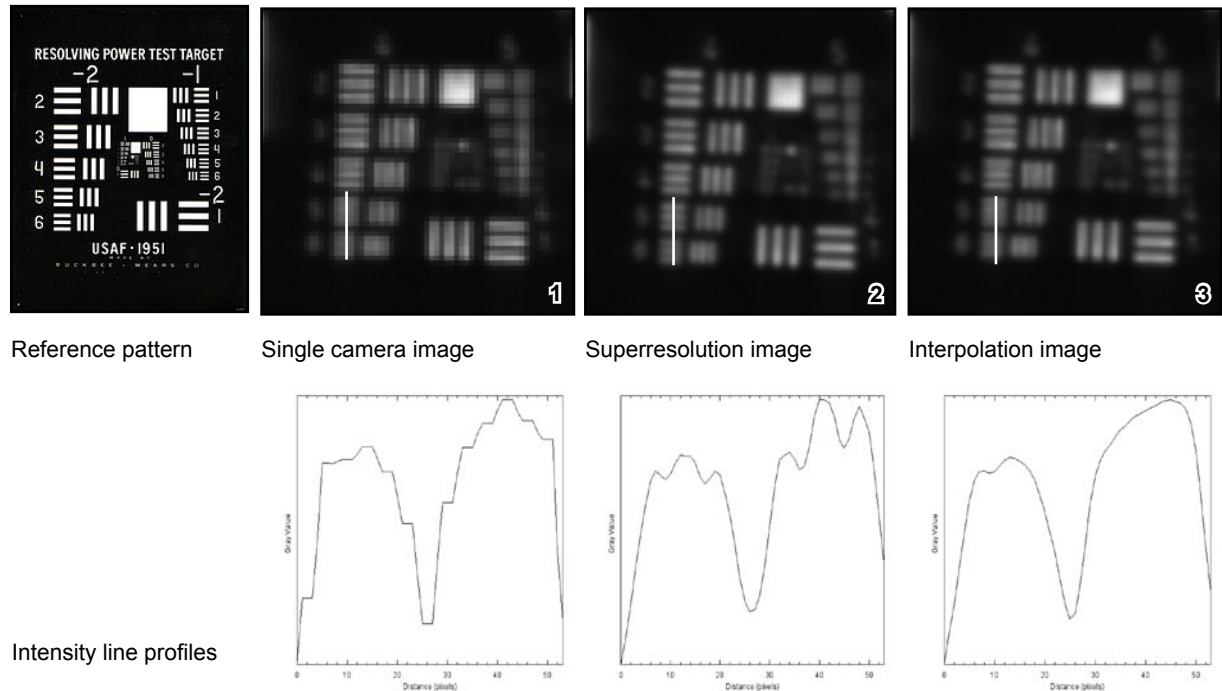 RESOLVING POWER TEST TARGET
-2 -1
2 1
2
3 3
4
4 5
6
5 -2
6 1
USAF·1951
MADE BY
BUCKBEE - MEARS CO
1
2
3
Reference pattern
Single camera image
Superresolution image
Interpolation image
Gray Value
0 10 20 30 40 50
Distance (pixels)
Gray Value
0 10 20 30 40 50
Distance (pixels)
Gray Value
0 10 20 30 40 50
Distance (pixels)
Intensity line profiles